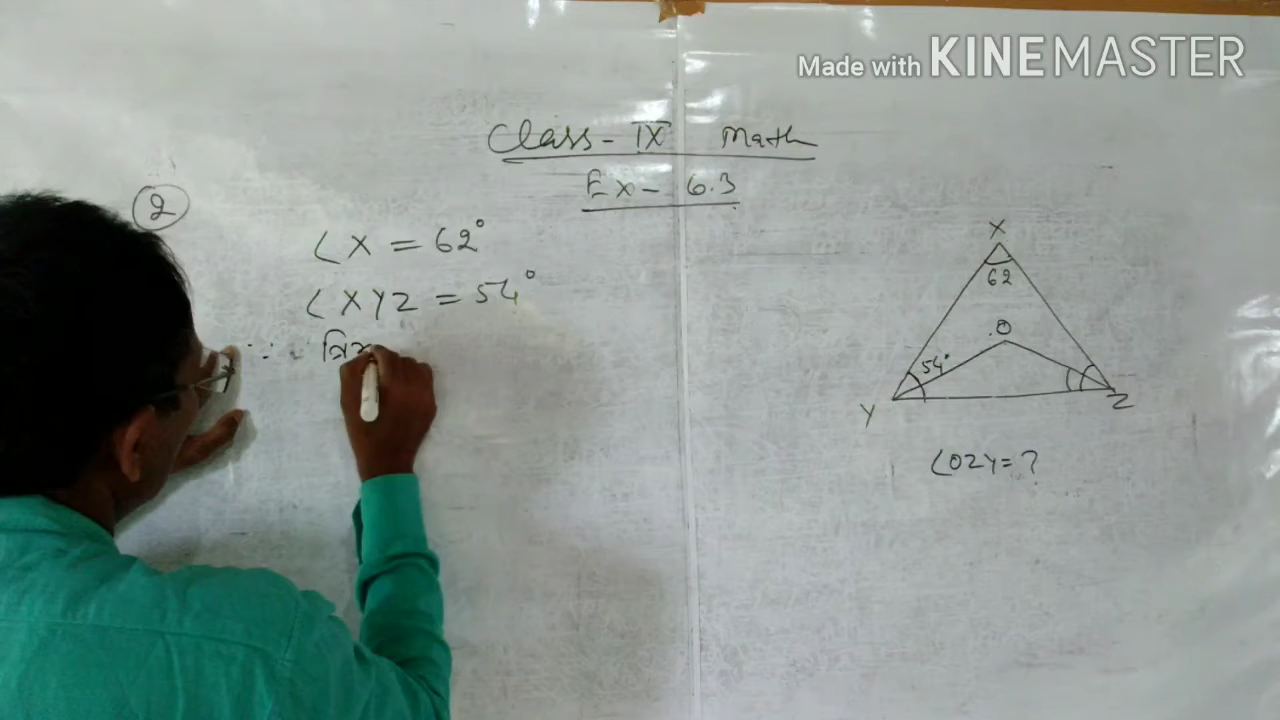 Made with KINEMASTER
Class - IX Math
Ex - 6.3
2
∠X = 62°
∠XYZ = 54°
∵
X
62
.O
54°
Y
Z
∠OZY = ?